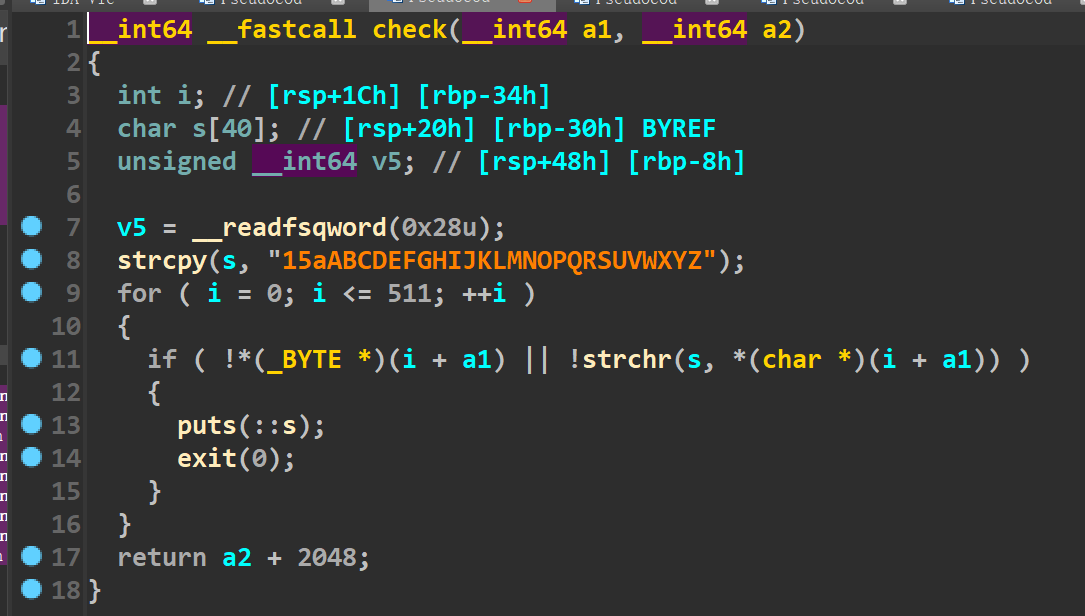 IDA Vie Pseudocod Pseudocod Pseudocod Pseudocod Pseudocod
1 __int64 __fastcall check(__int64 a1, __int64 a2)
2 {
3 int i; // [rsp+1Ch] [rbp-34h]
4 char s[40]; // [rsp+20h] [rbp-30h] BYREF
5 unsigned __int64 v5; // [rsp+48h] [rbp-8h]
6
7 v5 = __readfsqword(0x28u);
8 strcpy(s, "15aABCDEFGHIJKLMNOPQRSUVWXYZ");
9 for ( i = 0; i <= 511; ++i )
10 {
11 if ( !*(_BYTE *)(i + a1) || !strchr(s, *(char *)(i + a1)) )
12 {
13 puts(::s);
14 exit(0);
15 }
16 }
17 return a2 + 2048;
18 }